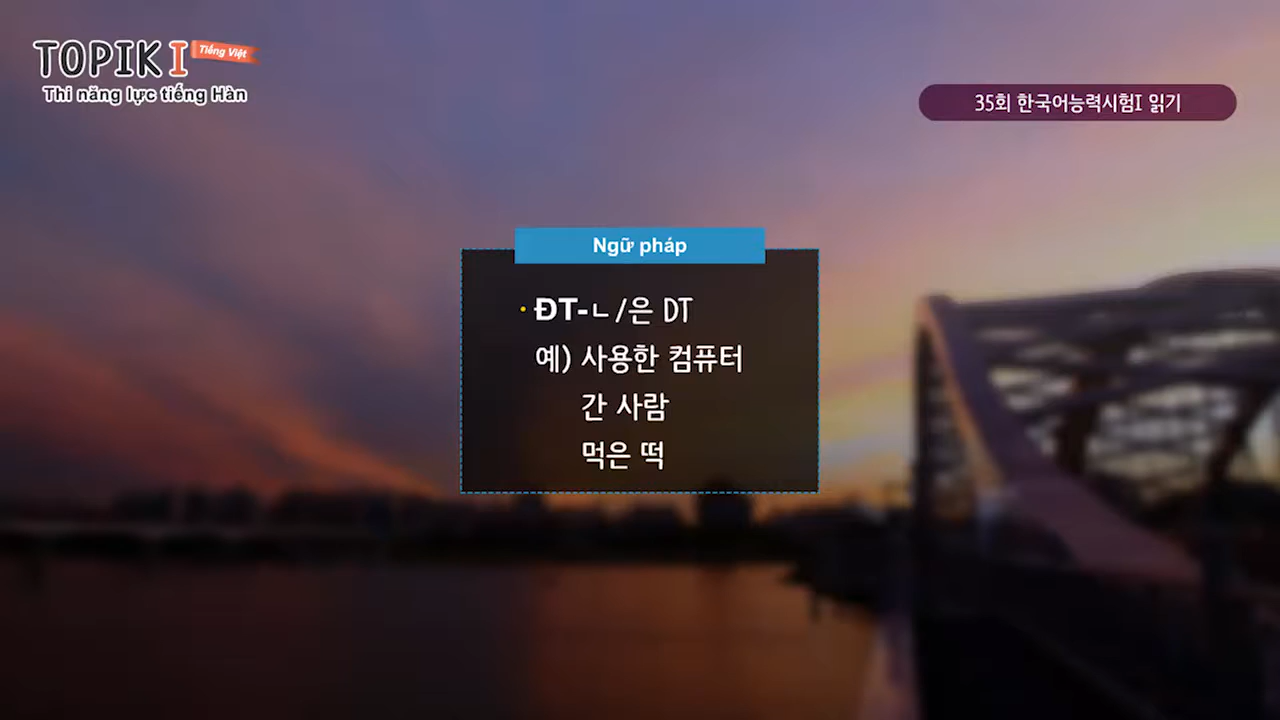 TOPIK I Tiếng Việt
Thi năng lực tiếng Hàn
35회 한국어능력시험I 읽기
Ngữ pháp
· ĐT-ㄴ/은 DT
예) 사용한 컴퓨터
간 사람
먹은 떡